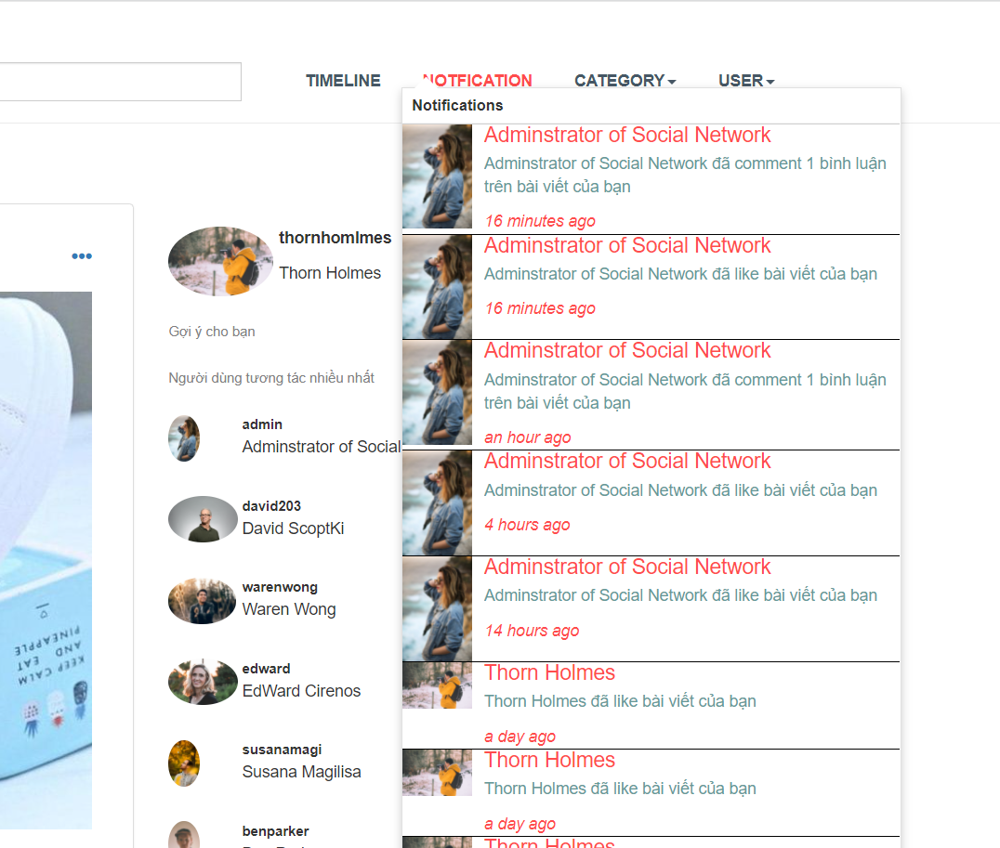 TIMELINE
NOTFICATION
CATEGORY
USER
Notifications
Adminstrator of Social Network
Adminstrator of Social Network đã comment 1 bình luận
trên bài viết của bạn
16 minutes ago
Adminstrator of Social Network
Adminstrator of Social Network đã like bài viết của bạn
16 minutes ago
Adminstrator of Social Network
Adminstrator of Social Network đã comment 1 bình luận
trên bài viết của bạn
an hour ago
Adminstrator of Social Network
Adminstrator of Social Network đã like bài viết của bạn
4 hours ago
Adminstrator of Social Network
Adminstrator of Social Network đã like bài viết của bạn
14 hours ago
Thorn Holmes
Thorn Holmes đã like bài viết của bạn
a day ago
Thorn Holmes
Thorn Holmes đã like bài viết của bạn
a day ago
Thorn Holmes
thornhomlmes
Thorn Holmes
Gợi ý cho bạn
Người dùng tương tác nhiều nhất
admin
Adminstrator of Social
david203
David ScoptKi
warenwong
Waren Wong
edward
EdWard Cirenos
susanamagi
Susana Magilisa
benparker
KEEP CALM
AND
EAT
PINEAPPLE